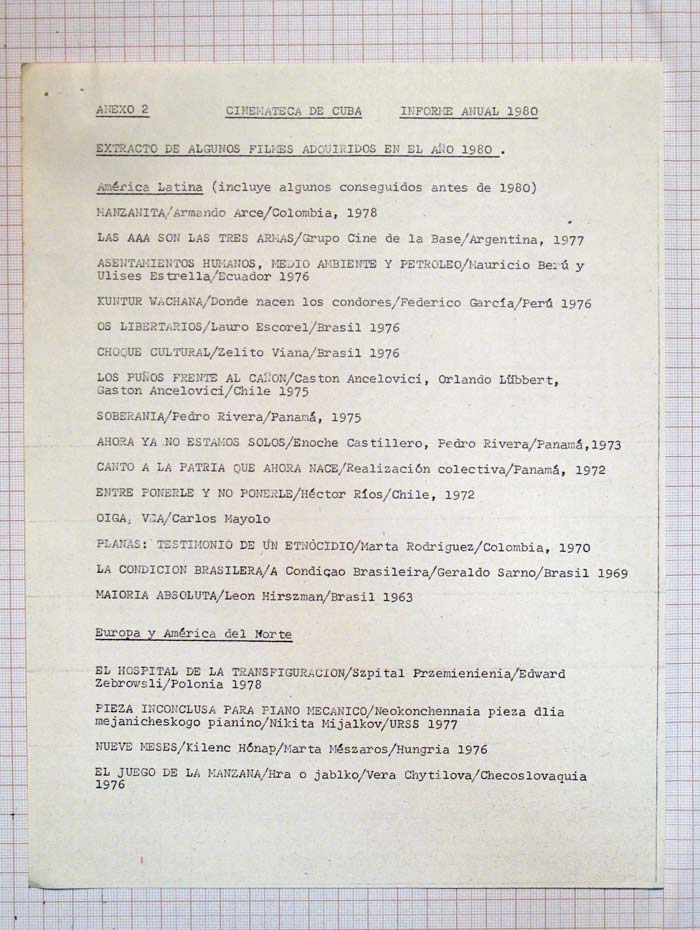 ANEXO 2 CINEMATECA DE CUBA INFORME ANUAL 1980
EXTRACTO DE ALGUNOS FILMES ADQUIRIDOS EN EL AÑO 1980 .
América Latina (incluye algunos conseguidos antes de 1980)
MANZANITA/Armando Arce/Colombia, 1978
LAS AAA SON LAS TRES ARMAS/Grupo Cine de la Base/Argentina, 1977
ASENTAMIENTOS HUMANOS, MEDIO AMBIENTE Y PETROLEO/Mauricio Berú y
Ulises Estrella/Ecuador 1976
KUNTUR WACHANA/Donde nacen los condores/Federico García/Perú 1976
OS LIBERTARIOS/Lauro Escorel/Brasil 1976
CHOQUE CULTURAL/Zelito Viana/Brasil 1976
LOS PUÑOS FRENTE AL CAÑON/Caston Ancelovici, Orlando Lübbert,
Gaston Ancelovici/Chile 1975
SOBERANIA/Pedro Rivera/Panamá, 1975
AHORA YA NO ESTAMOS SOLOS/Enoche Castillero, Pedro Rivera/Panamá,1973
CANTO A LA PATRIA QUE AHORA NACE/Realización colectiva/Panamá, 1972
ENTRE PONERLE Y NO PONERLE/Héctor Ríos/Chile, 1972
OIGA, VEA/Carlos Mayolo
PLANAS: TESTIMONIO DE UN ETNOCIDIO/Marta Rodriguez/Colombia, 1970
LA CONDICION BRASILERA/A Condiçao Brasileira/Geraldo Sarno/Brasil 1969
MAIORIA ABSOLUTA/Leon Hirszman/Brasil 1963
Europa y América del Norte
EL HOSPITAL DE LA TRANSFIGURACION/Szpital Przemienienia/Edward
Zebrowsli/Polonia 1978
PIEZA INCONCLUSA PARA PIANO MECANICO/Neokonchennaia pieza dlia
mejanicheskogo pianino/Nikita Mijalkov/URSS 1977
NUEVE MESES/Kilenc Hónap/Marta Mészaros/Hungria 1976
EL JUEGO DE LA MANZANA/Hra o jablko/Vera Chytilova/Checoslovaquia
1976